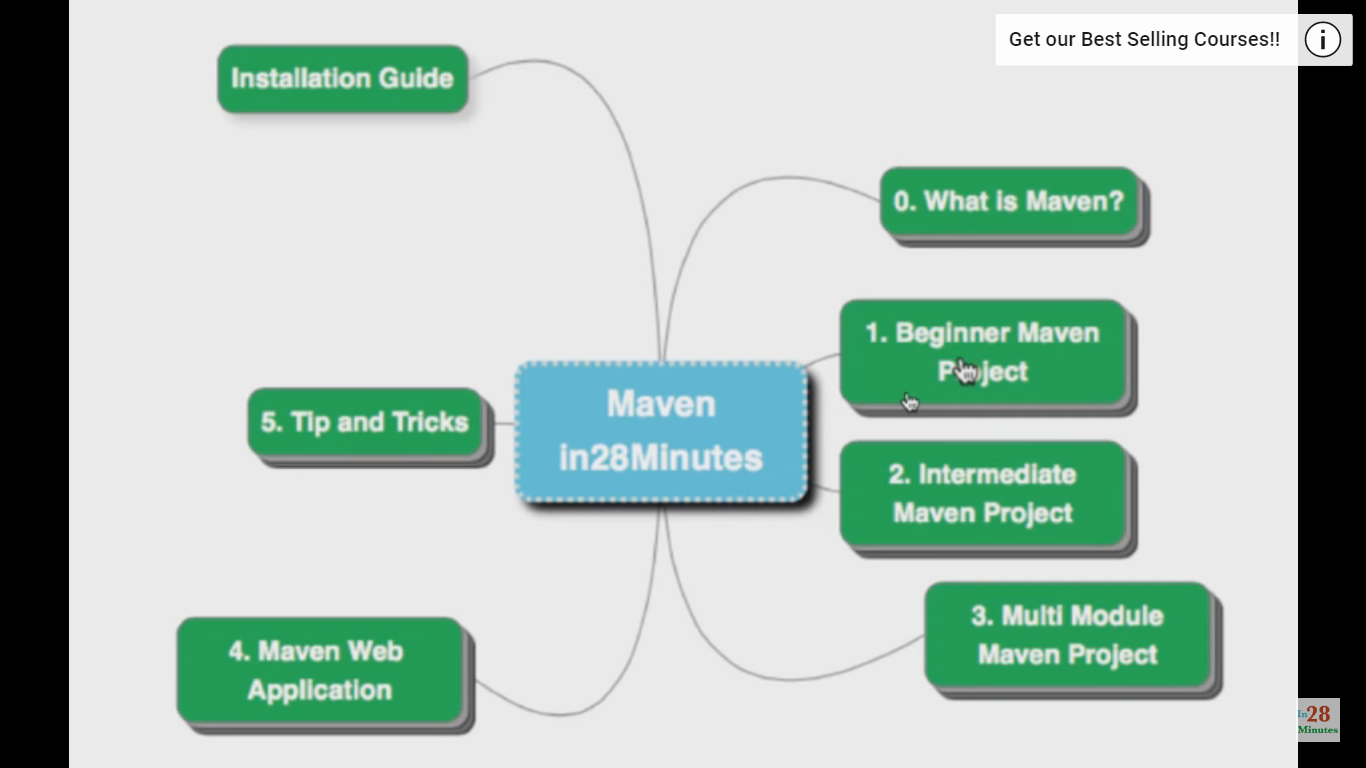 Get our Best Selling Courses!!
Installation Guide
0. What is Maven?
1. Beginner Maven
Project
2. Intermediate
Maven Project
3. Multi Module
Maven Project
4. Maven Web
Application
5. Tip and Tricks
Maven
in28Minutes
In28
Minutes